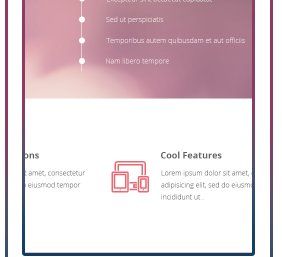 Sed ut perspiciatis
Temporibus autem quibusdam et aut officiis
Nam libero tempore
ons
t amet, consectetur
eiusmod tempor
Cool Features
Lorem ipsum dolor sit amet,
adipisicing elit, sed do eiusm
incididunt ut..